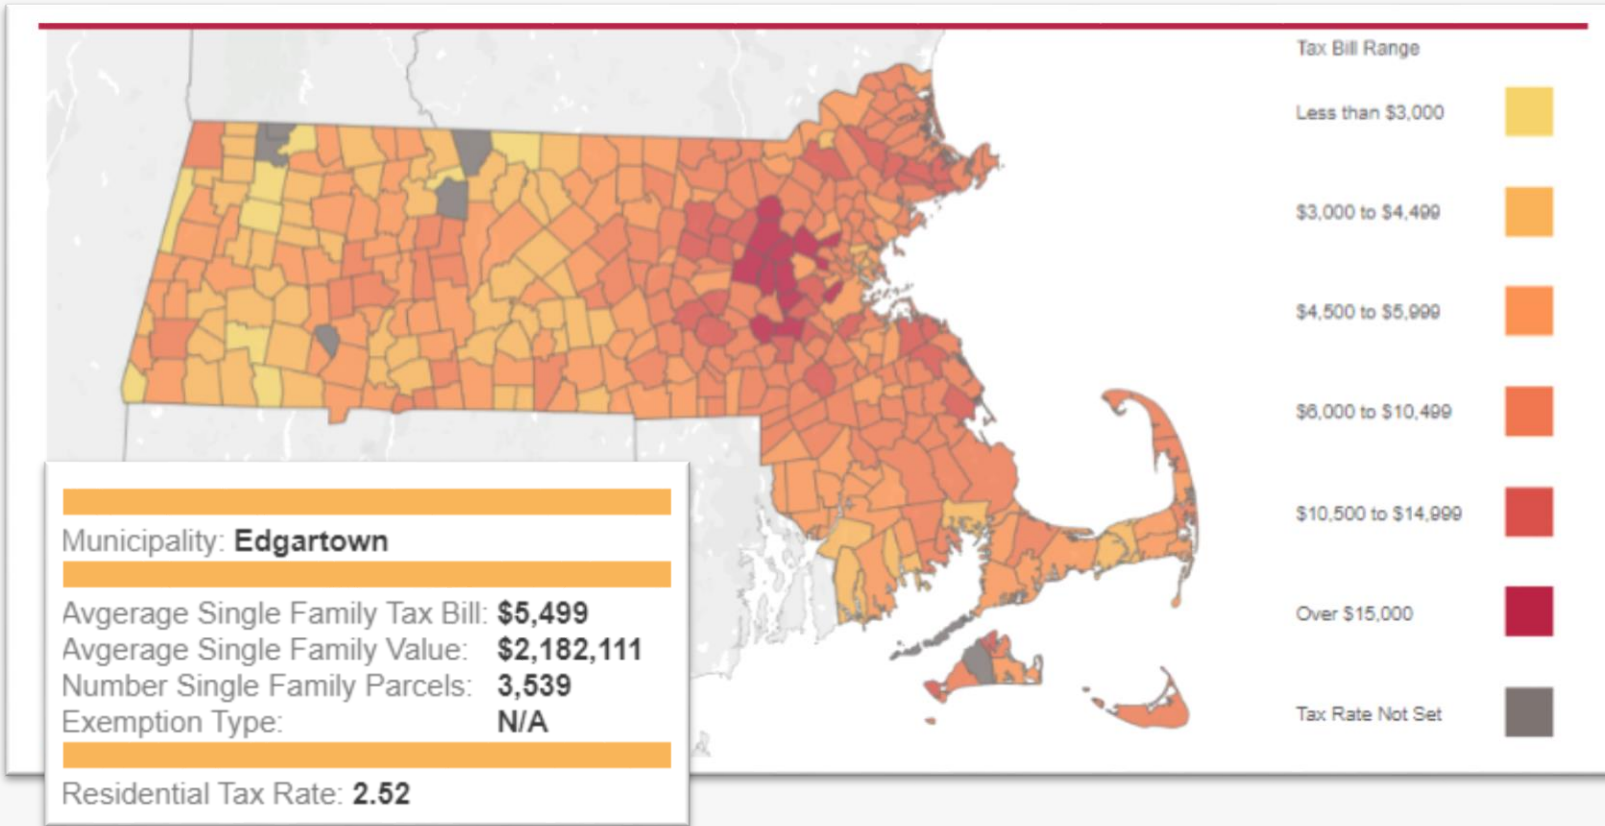 Tax Bill Range
Less than $3,000
$3,000 to $4,499
$4,500 to $5,999
$6,000 to $10,499
$10,500 to $14,999
Over $15,000
Tax Rate Not Set
Municipality: Edgartown
Avgerage Single Family Tax Bill: $5,499
Avgerage Single Family Value: $2,182,111
Number Single Family Parcels: 3,539
Exemption Type: N/A
Residential Tax Rate: 2.52